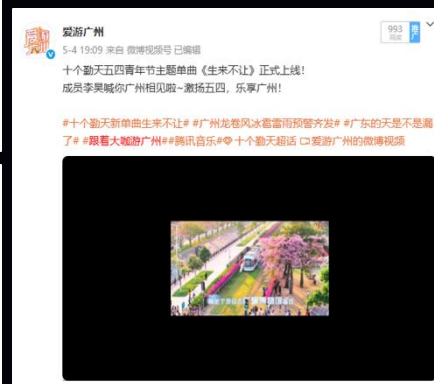 爱游广州
5-4 19:09 来自 微博视频号 已编辑
993
阅读
推广
十个勤天五四青年节主题单曲《生来不让》正式上线!
成员李昊喊你广州相见啦~激扬五四,乐享广州!
#十个勤天新单曲生来不让# #广州龙卷风冰雹雷雨预警齐发# #广东的天是不是漏
了# #跟着大咖游广州##腾讯音乐# 十个勤天超话 爱游广州的微博视频